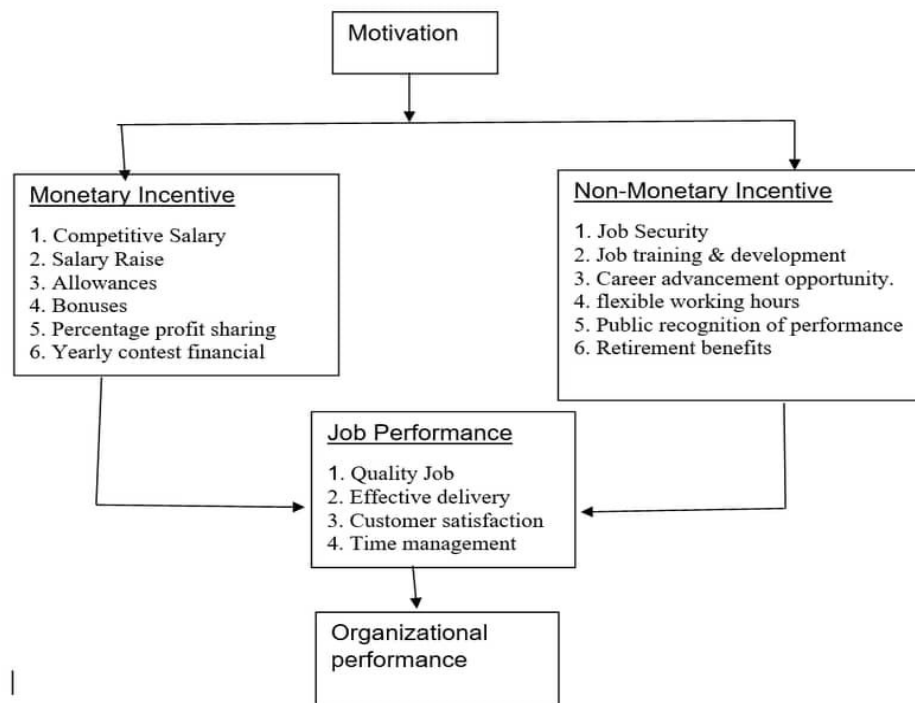 Motivation
Monetary Incentive
1. Competitive Salary
2. Salary Raise
3. Allowances
4. Bonuses
5. Percentage profit sharing
6. Yearly contest financial
Non-Monetary Incentive
1. Job Security
2. Job training & development
3. Career advancement opportunity.
4. flexible working hours
5. Public recognition of performance
6. Retirement benefits
Job Performance
1. Quality Job
2. Effective delivery
3. Customer satisfaction
4. Time management
Organizational
performance